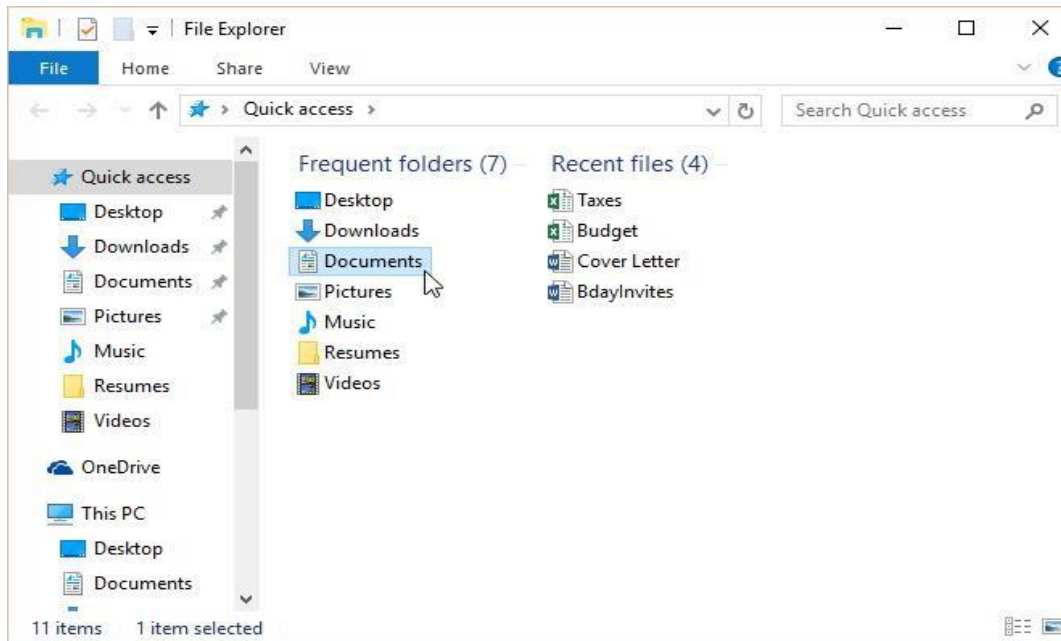 File Explorer
File Home Share View
Quick access
Search Quick access
Quick access
Desktop
Downloads
Documents
Pictures
Music
Resumes
Videos
OneDrive
This PC
Desktop
Documents
Frequent folders (7)
Desktop
Downloads
Documents
Pictures
Music
Resumes
Videos
Recent files (4)
Taxes
Budget
Cover Letter
BdayInvites
11 items 1 item selected